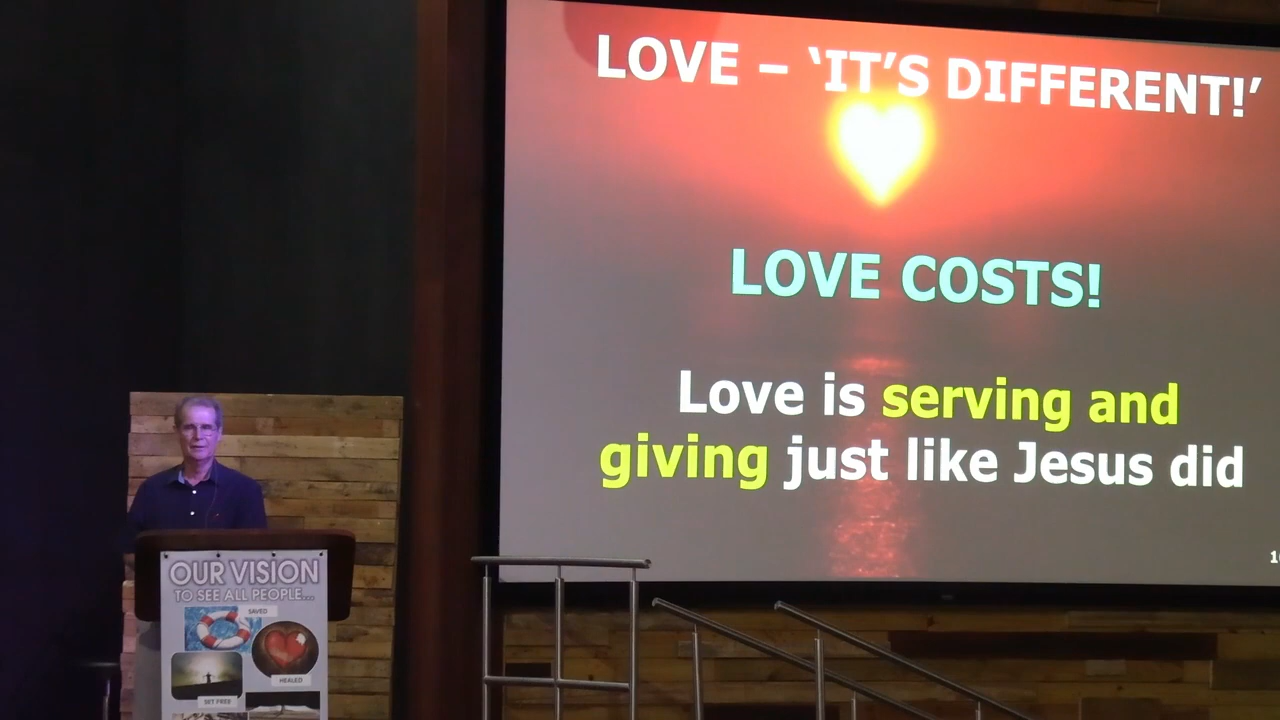 LOVE – ‘IT’S DIFFERENT!’
LOVE COSTS!
Love is serving and
giving just like Jesus did
OUR VISION
TO SEE ALL PEOPLE...
SAVED
HEALED
SET FREE